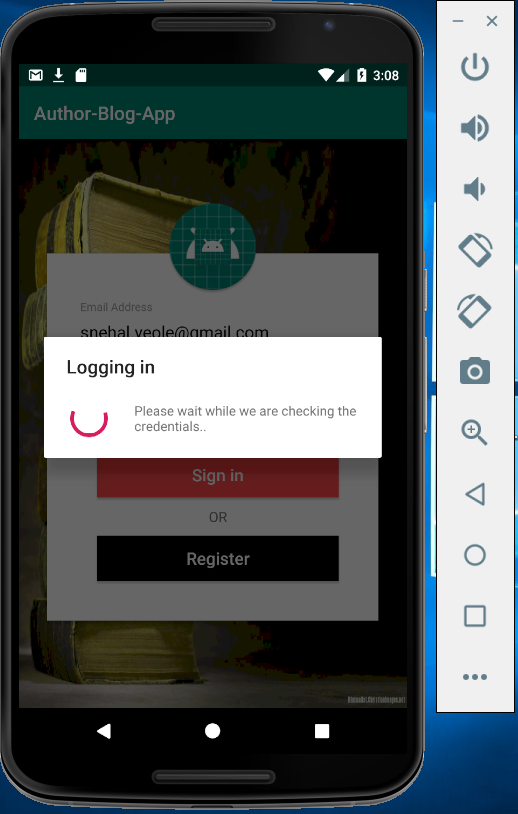 3:08
Author-Blog-App
Email Address
snehal.yeole@gmail.com
Logging in
Please wait while we are checking the
credentials..
Sign in
OR
Register